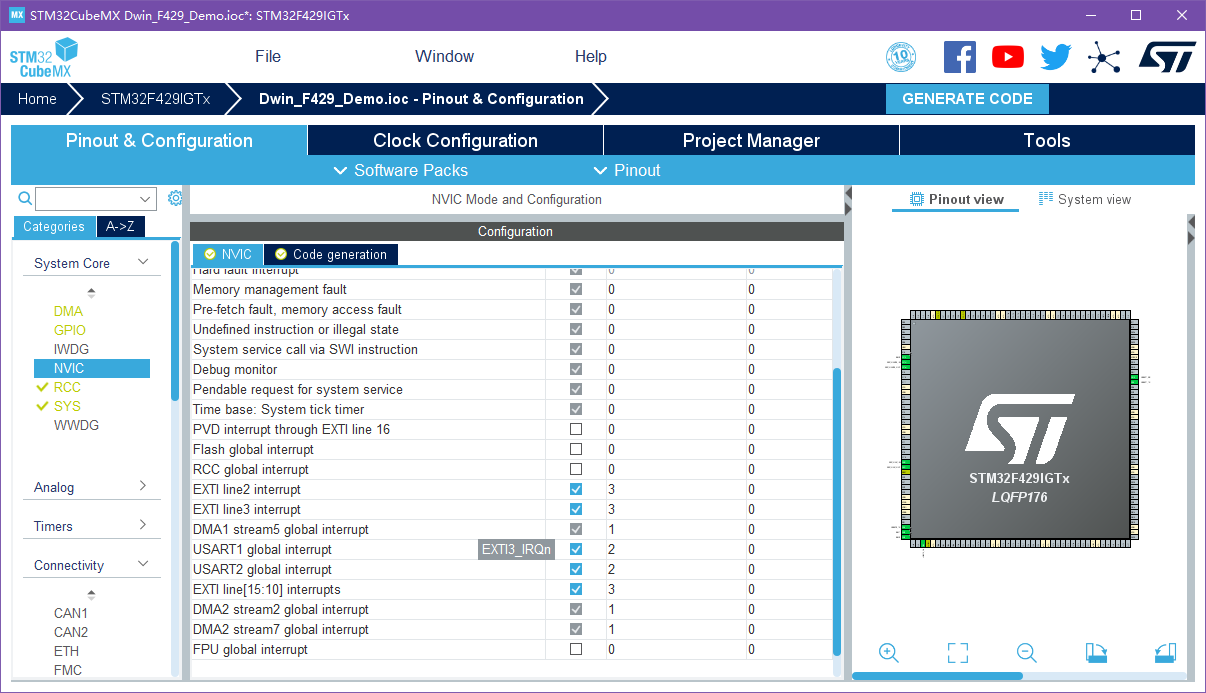 MX STM32CubeMX Dwin_F429_Demo.ioc*: STM32F429IGTx
STM32 CubeMX
File Window Help
10
Home STM32F429IGTx Dwin_F429_Demo.ioc - Pinout & Configuration GENERATE CODE
Pinout & Configuration Clock Configuration Project Manager Tools
Software Packs Pinout
NVIC Mode and Configuration
Pinout view System view
Categories A->Z
Configuration
NVIC Code generation
System Core
DMA
GPIO
IWDG
NVIC
RCC
SYS
WWDG
Analog
Timers
Connectivity
CAN1
CAN2
ETH
FMC
Hard fault interrupt 0 0
Memory management fault 0 0
Pre-fetch fault, memory access fault 0 0
Undefined instruction or illegal state 0 0
System service call via SWI instruction 0 0
Debug monitor 0 0
Pendable request for system service 0 0
Time base: System tick timer 0 0
PVD interrupt through EXTI line 16 0 0
Flash global interrupt 0 0
RCC global interrupt 0 0
EXTI line2 interrupt 3 0
EXTI line3 interrupt 3 0
DMA1 stream5 global interrupt 1 0
USART1 global interrupt EXTI3_IRQn 2 0
USART2 global interrupt 2 0
EXTI line[15:10] interrupts 3 0
DMA2 stream2 global interrupt 1 0
DMA2 stream7 global interrupt 1 0
FPU global interrupt 0 0
STM32F429IGTx
LQFP176